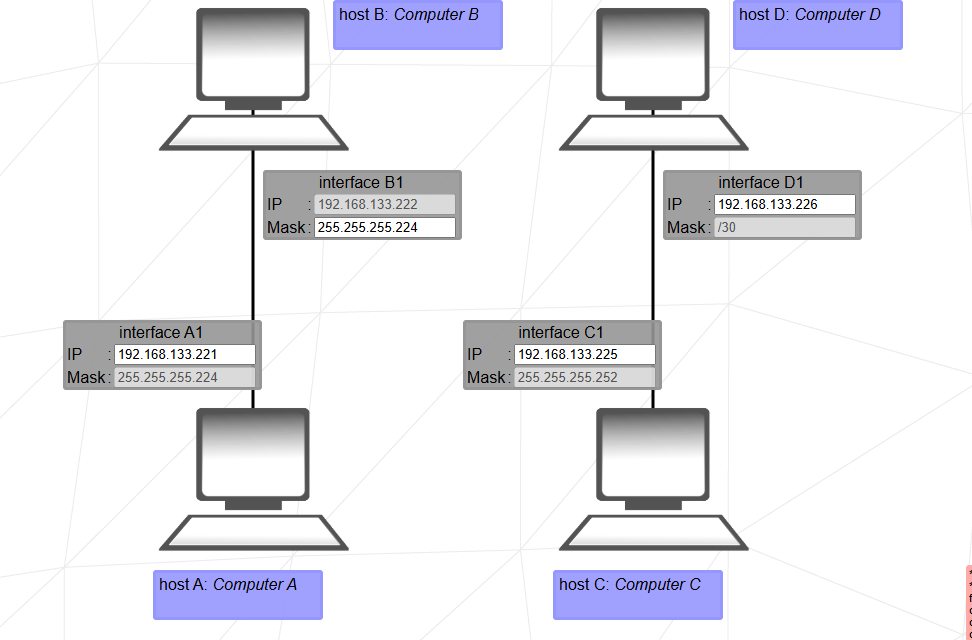 host B: Computer B
host D: Computer D
interface B1
IP : 192.168.133.222
Mask: 255.255.255.224
interface D1
IP : 192.168.133.226
Mask: /30
interface A1
IP : 192.168.133.221
Mask: 255.255.255.224
interface C1
IP : 192.168.133.225
Mask: 255.255.255.252
host A: Computer A
host C: Computer C